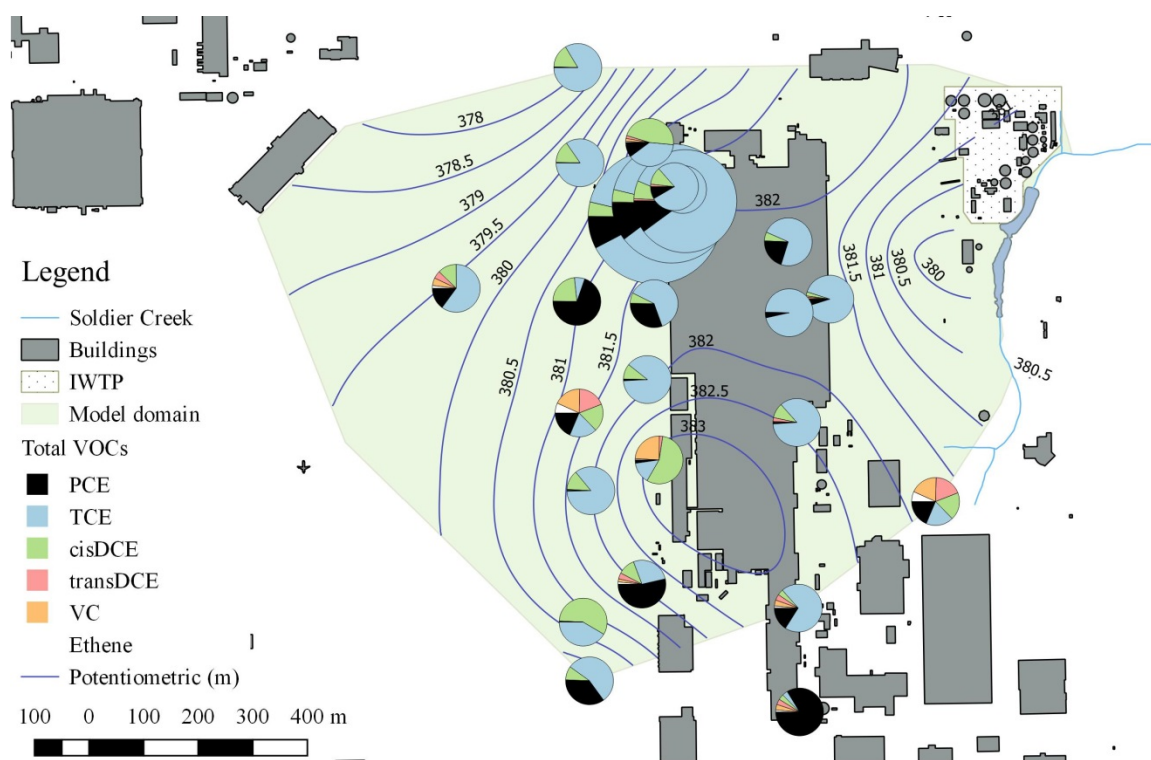 378
378.5
379
379.5
380
380.5
381
381.5
382
382
382.5
383
381.5
381
380.5
380
380.5
Legend
Soldier Creek
Buildings
IWTP
Model domain
Total VOCs
PCE
TCE
cisDCE
transDCE
VC
Ethene
Potentiometric (m)
100 0 100 200 300 400 m